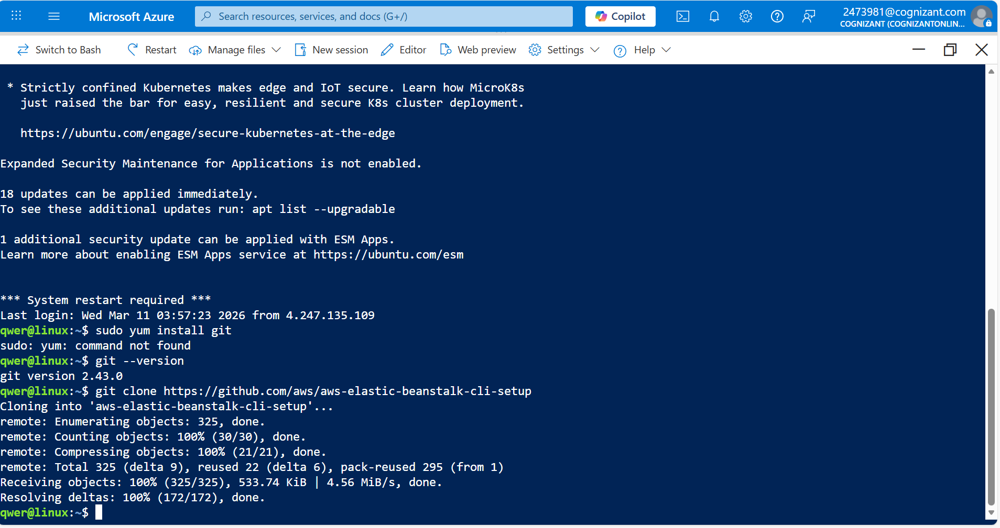 Microsoft Azure
Search resources, services, and docs (G+/)
Copilot
2473981@cognizant.com
COGNIZANT (COGNIZANTONLIN...
Switch to Bash
Restart
Manage files
New session
Editor
Web preview
Settings
Help
* Strictly confined Kubernetes makes edge and IoT secure. Learn how MicroK8s
just raised the bar for easy, resilient and secure K8s cluster deployment.
https://ubuntu.com/engage/secure-kubernetes-at-the-edge
Expanded Security Maintenance for Applications is not enabled.
18 updates can be applied immediately.
To see these additional updates run: apt list --upgradable
1 additional security update can be applied with ESM Apps.
Learn more about enabling ESM Apps service at https://ubuntu.com/esm
*** System restart required ***
Last login: Wed Mar 11 03:57:23 2026 from 4.247.135.109
qwer@linux:~$ sudo yum install git
sudo: yum: command not found
qwer@linux:~$ git --version
git version 2.43.0
qwer@linux:~$ git clone https://github.com/aws/aws-elastic-beanstalk-cli-setup
Cloning into 'aws-elastic-beanstalk-cli-setup'...
remote: Enumerating objects: 325, done.
remote: Counting objects: 100% (30/30), done.
remote: Compressing objects: 100% (21/21), done.
remote: Total 325 (delta 9), reused 22 (delta 6), pack-reused 295 (from 1)
Receiving objects: 100% (325/325), 533.74 KiB | 4.56 MiB/s, done.
Resolving deltas: 100% (172/172), done.
qwer@linux:~$